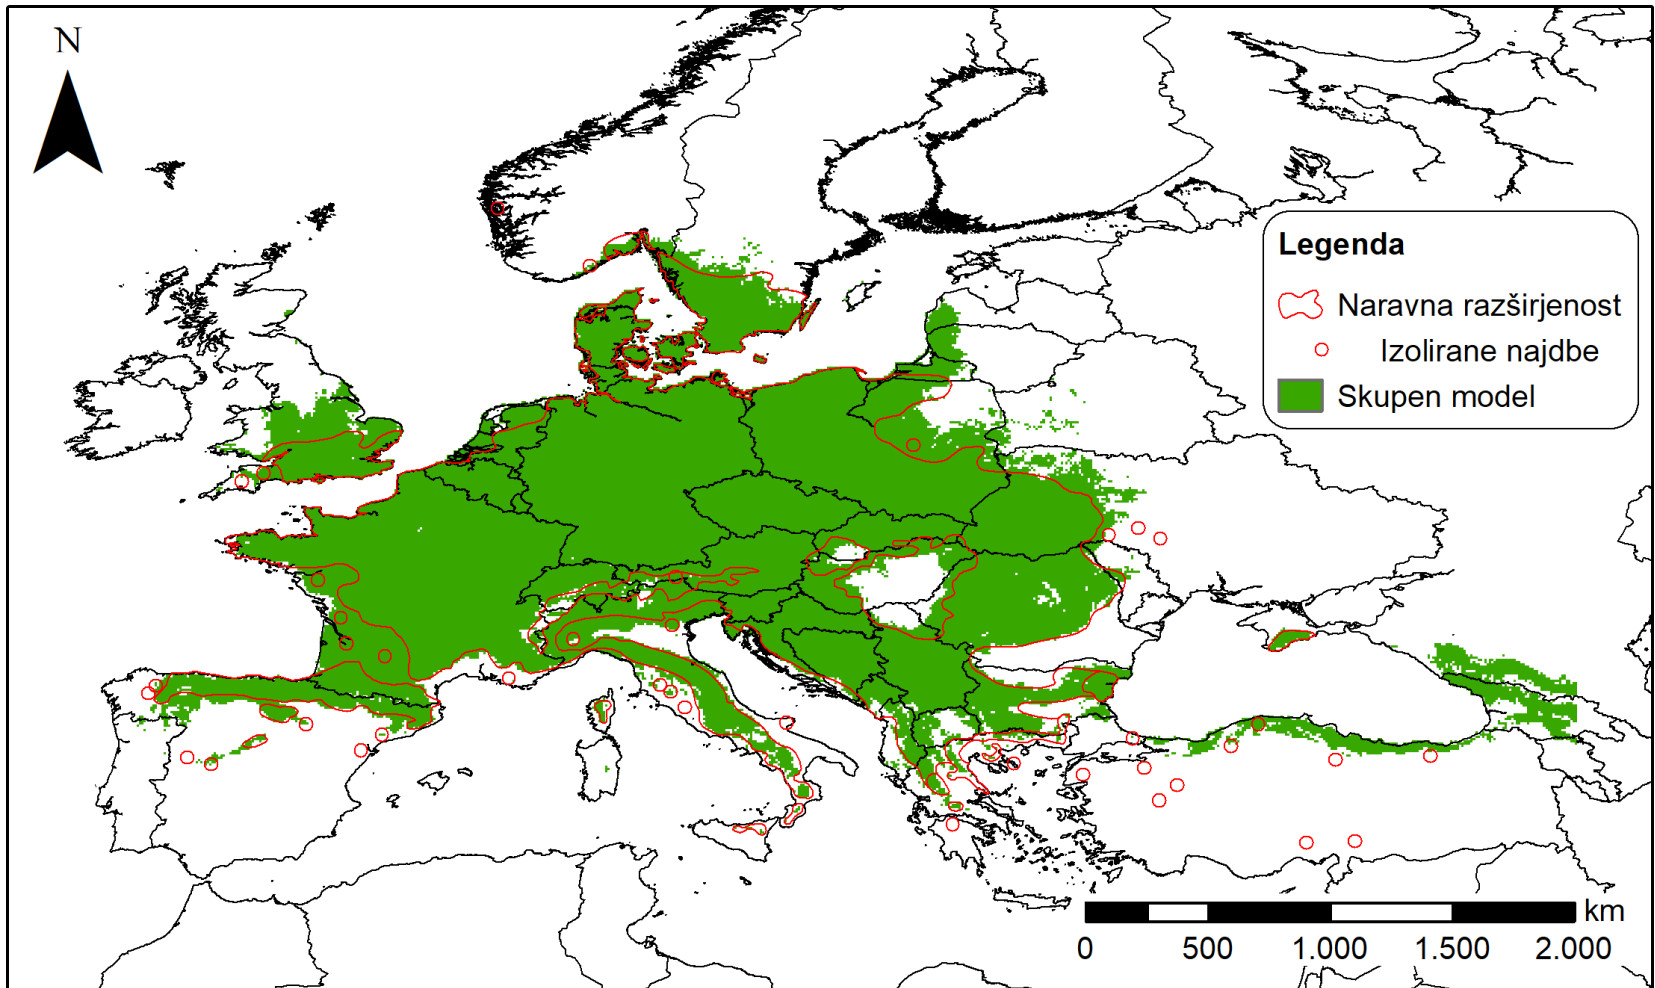 N
Legenda
Naravna razširjenost
Izolirane najdbe
Skupen model
km
0 500 1.000 1.500 2.000